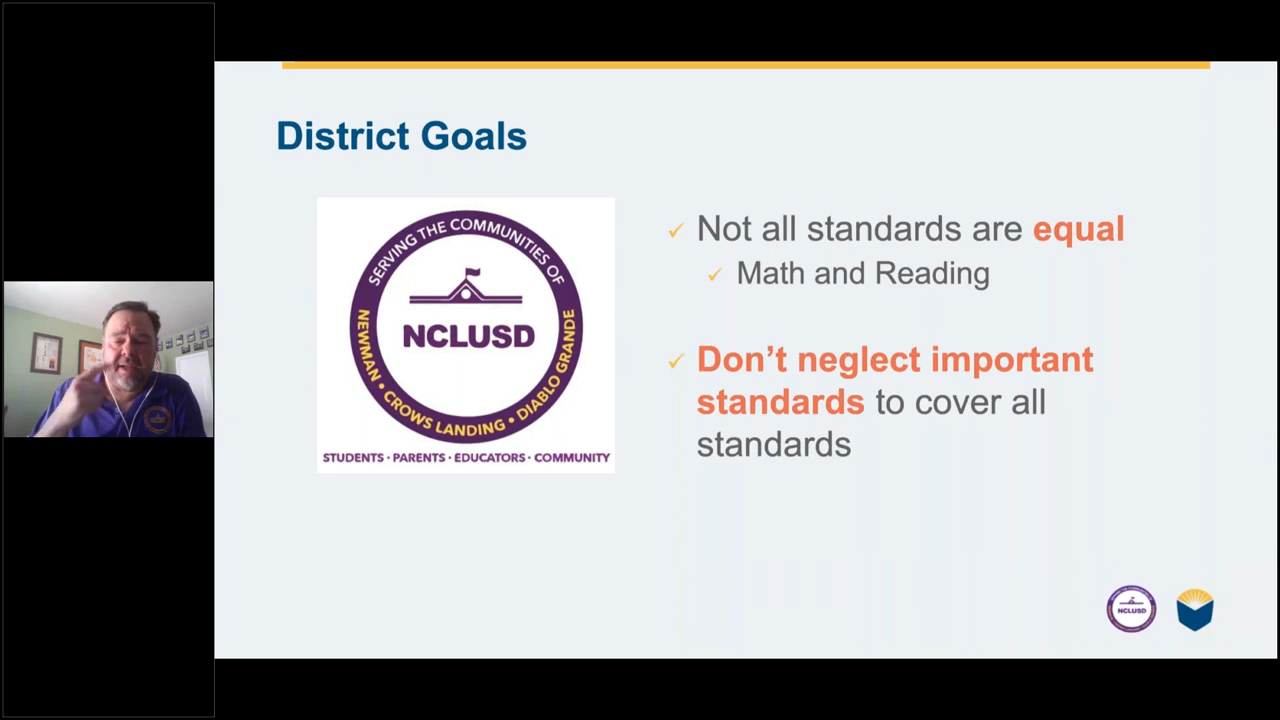 District Goals
SERVING THE COMMUNITIES OF
NCLUSD
NEWMAN • CROWS LANDING • DIABLO GRANDE
STUDENTS · PARENTS · EDUCATORS · COMMUNITY
✓ Not all standards are equal
✓ Math and Reading
✓ Don’t neglect important
standards to cover all
standards
NCLUSD